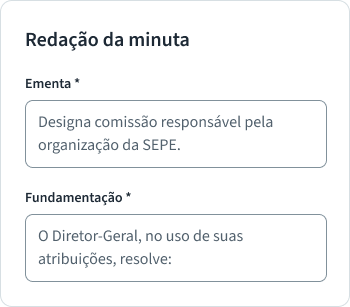 Redação da minuta
Ementa *
Designa comissão responsável pela
organização da SEPE.
Fundamentação *
O Diretor-Geral, no uso de suas
atribuições, resolve: